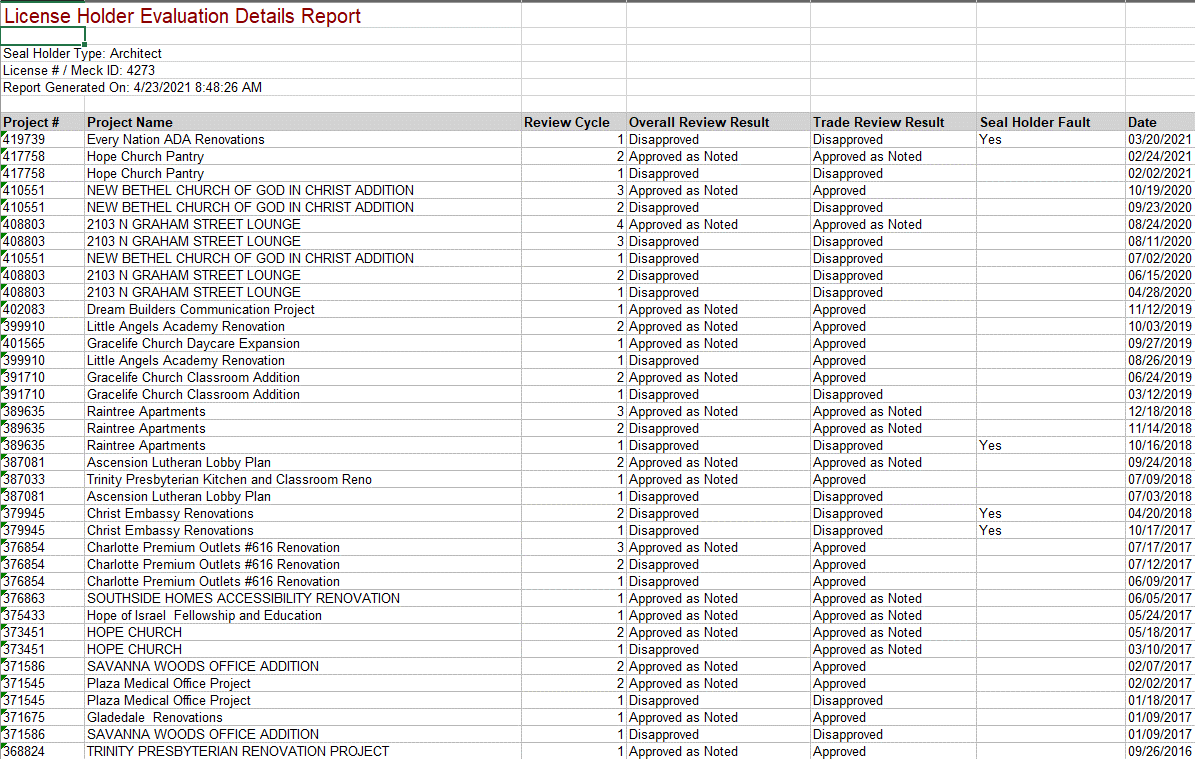 License Holder Evaluation Details Report
Seal Holder Type: Architect
License # / Meck ID: 4273
Report Generated On: 4/23/2021 8:48:26 AM
Project # Project Name Review Cycle Overall Review Result Trade Review Result Seal Holder Fault Date
419739 Every Nation ADA Renovations 1 Disapproved Disapproved Yes 03/20/2021
417758 Hope Church Pantry 2 Approved as Noted Approved as Noted 02/24/2021
417758 Hope Church Pantry 1 Disapproved Disapproved 02/02/2021
410551 NEW BETHEL CHURCH OF GOD IN CHRIST ADDITION 3 Approved as Noted Approved 10/19/2020
410551 NEW BETHEL CHURCH OF GOD IN CHRIST ADDITION 2 Disapproved Disapproved 09/23/2020
408803 2103 N GRAHAM STREET LOUNGE 4 Approved as Noted Approved as Noted 08/24/2020
408803 2103 N GRAHAM STREET LOUNGE 3 Disapproved Disapproved 08/11/2020
410551 NEW BETHEL CHURCH OF GOD IN CHRIST ADDITION 1 Disapproved Disapproved 07/02/2020
408803 2103 N GRAHAM STREET LOUNGE 2 Disapproved Disapproved 06/15/2020
408803 2103 N GRAHAM STREET LOUNGE 1 Disapproved Disapproved 04/28/2020
402083 Dream Builders Communication Project 1 Approved as Noted Approved 11/12/2019
399910 Little Angels Academy Renovation 2 Approved as Noted Approved 10/03/2019
401565 Gracelife Church Daycare Expansion 1 Approved as Noted Approved 09/27/2019
399910 Little Angels Academy Renovation 1 Disapproved Approved 08/26/2019
391710 Gracelife Church Classroom Addition 2 Approved as Noted Approved 06/24/2019
391710 Gracelife Church Classroom Addition 1 Disapproved Disapproved 03/12/2019
389635 Raintree Apartments 3 Approved as Noted Approved as Noted 12/18/2018
389635 Raintree Apartments 2 Disapproved Approved as Noted 11/14/2018
389635 Raintree Apartments 1 Disapproved Disapproved Yes 10/16/2018
387081 Ascension Lutheran Lobby Plan 2 Approved as Noted Approved as Noted 09/24/2018
387033 Trinity Presbyterian Kitchen and Classroom Reno 1 Approved as Noted Approved 07/09/2018
387081 Ascension Lutheran Lobby Plan 1 Disapproved Disapproved 07/03/2018
379945 Christ Embassy Renovations 2 Disapproved Disapproved Yes 04/20/2018
379945 Christ Embassy Renovations 1 Disapproved Disapproved Yes 10/17/2017
376854 Charlotte Premium Outlets #616 Renovation 3 Approved as Noted Approved 07/17/2017
376854 Charlotte Premium Outlets #616 Renovation 2 Disapproved Approved 07/12/2017
376854 Charlotte Premium Outlets #616 Renovation 1 Disapproved Approved 06/09/2017
376863 SOUTHSIDE HOMES ACCESSIBILITY RENOVATION 1 Approved as Noted Approved as Noted 06/05/2017
375433 Hope of Israel Fellowship and Education 1 Approved as Noted Approved as Noted 05/24/2017
373451 HOPE CHURCH 2 Approved as Noted Approved as Noted 05/18/2017
373451 HOPE CHURCH 1 Disapproved Approved as Noted 03/10/2017
371586 SAVANNA WOODS OFFICE ADDITION 2 Approved as Noted Approved 02/07/2017
371545 Plaza Medical Office Project 2 Approved as Noted Approved 02/02/2017
371545 Plaza Medical Office Project 1 Disapproved Disapproved 01/18/2017
371675 Gladedale Renovations 1 Approved as Noted Approved 01/09/2017
371586 SAVANNA WOODS OFFICE ADDITION 1 Disapproved Disapproved 01/09/2017
368824 TRINITY PRESBYTERIAN RENOVATION PROJECT 1 Approved as Noted Approved 09/26/2016